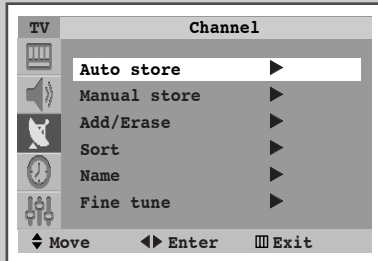 TV Channel
Auto store
Manual store
Add/Erase
Sort
Name
Fine tune
Move Enter Exit